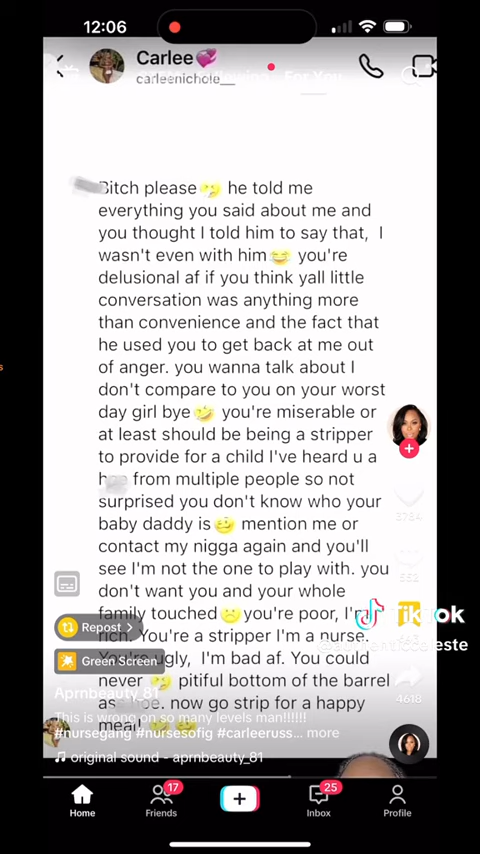 12:06
Carlee💞
carleenichole__
For You
Bitch please 🤧 he told me
everything you said about me and
you thought I told him to say that, I
wasn't even with him😂 you're
delusional af if you think yall little
conversation was anything more
than convenience and the fact that
he used you to get back at me out
of anger. you wanna talk about I
don't compare to you on your worst
day girl bye 🤣 you're miserable or
at least should be being a stripper
to provide for a child I've heard u a
from multiple people so not
surprised you don't know who your
baby daddy is🥴 mention me or
contact my nigga again and you'll
see I'm not the one to play with. you
don't want you and your whole
family touched☹️ you're poor, I'm
rich. You're a stripper I'm a nurse.
You're ugly, I'm bad af. You could
never 🤧 pitiful bottom of the barrel
now go strip for a happy
meal
3784
552
4618
Repost >
Green Screen
TikTok
Aprnbeauty_81
This is wrong on so many levels man!!!!!!
#nursegang #nursesofig #carleeruss... more
♫ original sound - aprnbeauty_81
17
25
Home
Friends
Inbox
Profile